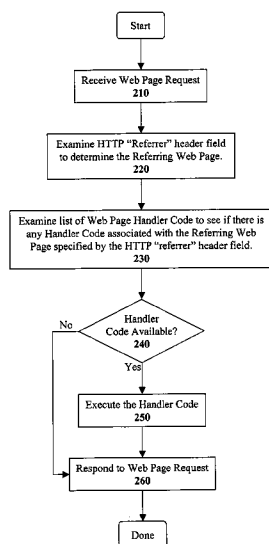 Start
Receive Web Page Request
210
Examine HTTP “Referrer” header field
to determine the Referring Web Page.
220
Examine list of Web Page Handler Code to see if there is
any Handler Code associated with the Referring Web
Page specified by the HTTP “referrer” header field.
230
Handler
Code Available?
240
No
Yes
Execute the Handler Code
250
Respond to Web Page Request
260
Done